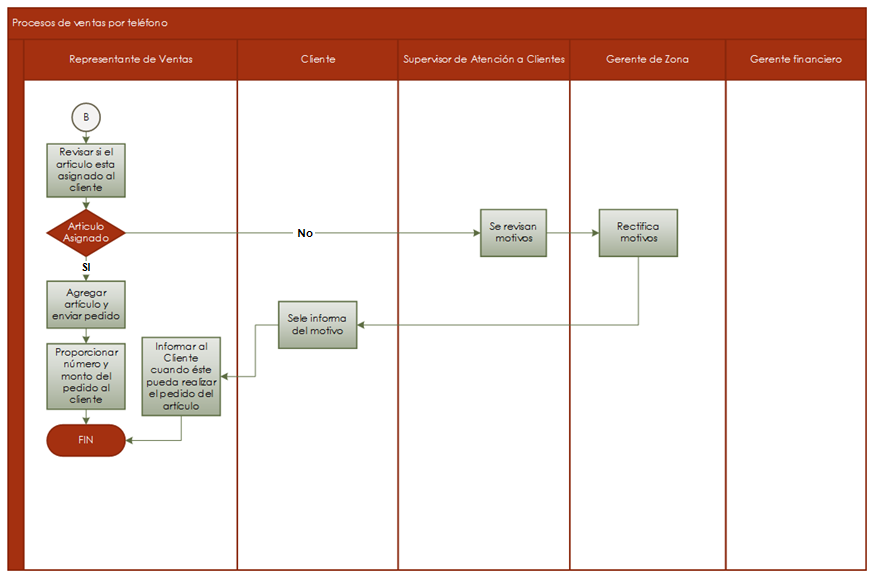 Procesos de ventas por teléfono
Representante de Ventas
Cliente
Supervisor de Atención a Clientes
Gerente de Zona
Gerente financiero
B
Revisar si el
articulo esta
asignado al
cliente
Articulo
Asignado
No
Se revisan
motivos
Rectifica
motivos
SI
Agregar
artículo y
enviar pedido
Sele informa
del motivo
Proporcionar
número y
monto del
pedido al
cliente
Informar al
Cliente
cuando éste
pueda realizar
el pedido del
artículo
FIN